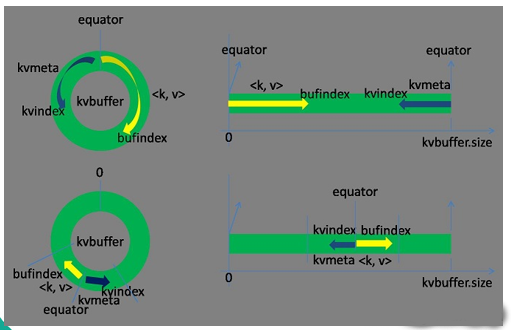 equator
kvmeta
<k, v>
kvbuffer
kvindex
bufindex
equator
equator
<k, v>
kvmeta
bufindex
kvindex
0
kvbuffer.size
0
kvbuffer
bufindex
<k, v>
kvindex
kvmeta
equator
equator
kvindex
bufindex
kvmeta
<k, v>
0
kvbuffer.size